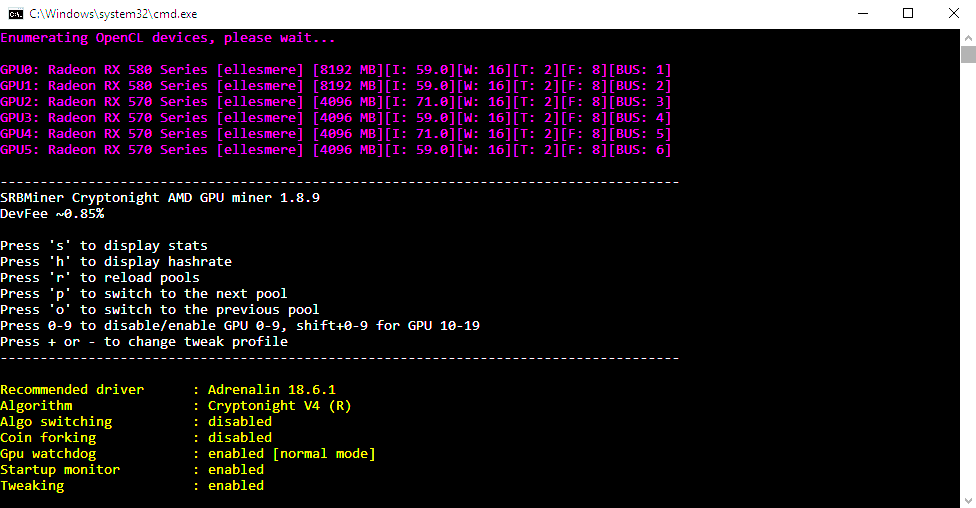 C:\Windows\system32\cmd.exe
Enumerating OpenCL devices, please wait...
GPU0: Radeon RX 580 Series [ellesmere] [8192 MB][I: 59.0][W: 16][T: 2][F: 8][BUS: 1]
GPU1: Radeon RX 580 Series [ellesmere] [8192 MB][I: 59.0][W: 16][T: 2][F: 8][BUS: 2]
GPU2: Radeon RX 570 Series [ellesmere] [4096 MB][I: 71.0][W: 16][T: 2][F: 8][BUS: 3]
GPU3: Radeon RX 570 Series [ellesmere] [4096 MB][I: 59.0][W: 16][T: 2][F: 8][BUS: 4]
GPU4: Radeon RX 570 Series [ellesmere] [4096 MB][I: 71.0][W: 16][T: 2][F: 8][BUS: 5]
GPU5: Radeon RX 570 Series [ellesmere] [4096 MB][I: 59.0][W: 16][T: 2][F: 8][BUS: 6]
-------------------------------------------------------------------------------------
SRBMiner Cryptonight AMD GPU miner 1.8.9
DevFee ~0.85%
Press 's' to display stats
Press 'h' to display hashrate
Press 'r' to reload pools
Press 'p' to switch to the next pool
Press 'o' to switch to the previous pool
Press 0-9 to disable/enable GPU 0-9, shift+0-9 for GPU 10-19
Press + or - to change tweak profile
-------------------------------------------------------------------------------------
Recommended driver      : Adrenalin 18.6.1
Algorithm               : Cryptonight V4 (R)
Algo switching          : disabled
Coin forking            : disabled
Gpu watchdog            : enabled [normal mode]
Startup monitor         : enabled
Tweaking                : enabled